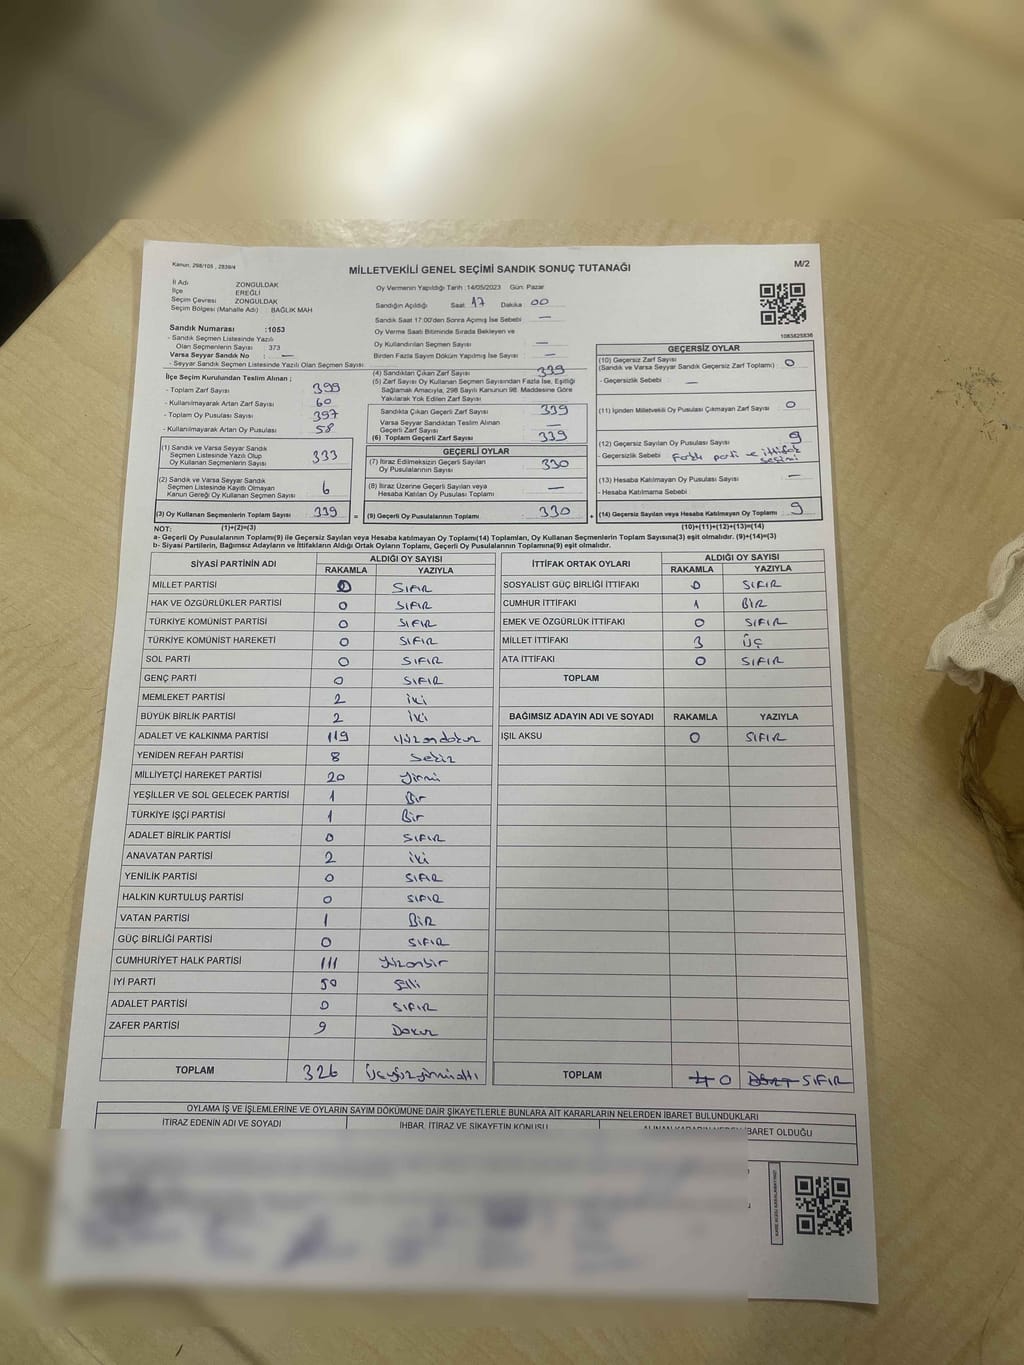 Kanun, 298/105 , 2839/4
M/2
MİLLETVEKİLİ GENEL SEÇİMİ SANDIK SONUÇ TUTANAĞI
İl Adı ZONGULDAK
İlçe EREĞLİ
Seçim Çevresi ZONGULDAK
Seçim Bölgesi (Mahalle Adı) BAĞLIK MAH
Sandık Numarası :1053
- Sandık Seçmen Listesinde Yazılı
Olan Seçmenlerin Sayısı : 373
Varsa Seyyar Sandık No : —
- Seyyar Sandık Seçmen Listesinde Yazılı Olan Seçmen Sayısı
Oy Vermenin Yapıldığı Tarih :14/05/2023 Gün: Pazar
Sandığın Açıldığı Saat: 17 Dakika 00
Sandık Saat 17:00'den Sonra Açımış İse Sebebi —
Oy Verme Saati Bitiminde Sırada Bekleyen ve
Oy Kullandırılan Seçmen Sayısı —
Birden Fazla Sayım Döküm Yapılmış İse Sayısı —
1083625836
İlçe Seçim Kurulundan Teslim Alınan ;
- Toplam Zarf Sayısı 399
- Kullanılmayarak Artan Zarf Sayısı 60
- Toplam Oy Pusulası Sayısı 397
- Kullanılmayarak Artan Oy Pusulası 58
(1) Sandık ve Varsa Seyyar Sandık
Seçmen Listesinde Yazılı Olup
Oy Kullanan Seçmenlerin Sayısı 333
(2) Sandık ve Varsa Seyyar Sandık
Seçmen Listesinde Kayıtlı Olmayan
Kanun Gereği Oy Kullanan Seçmen Sayısı 6
(3) Oy Kullanan Seçmenlerin Toplam Sayısı 339 =
(4) Sandıktan Çıkan Zarf Sayısı 339
(5) Zarf Sayısı Oy Kullanan Seçmen Sayısından Fazla İse, Eşitliği
Sağlamak Amacıyla, 298 Sayılı Kanunun 98. Maddesine Göre
Yakılarak Yok Edilen Zarf Sayısı
Sandıkta Çıkan Geçerli Zarf Sayısı 339
Varsa Seyyar Sandıktan Teslim Alınan
Geçerli Zarf Sayısı —
(6) Toplam Geçerli Zarf Sayısı 339
GEÇERLİ OYLAR
(7) İtiraz Edilmeksizin Geçerli Sayılan
Oy Pusulalarının Sayısı 330
(8) İtiraz Üzerine Geçerli Sayılan veya
Hesaba Katılan Oy Pusulası Toplamı —
(9) Geçerli Oy Pusulalarının Toplamı 330 +
GEÇERSİZ OYLAR
(10) Geçersiz Zarf Sayısı
(Sandık ve Varsa Seyyar Sandık Geçersiz Zarf Toplamı) 0
- Geçersizlik Sebebi —
(11) İçinden Milletvekili Oy Pusulası Çıkmayan Zarf Sayısı 0
(12) Geçersiz Sayılan Oy Pusulası Sayısı 9
- Geçersizlik Sebebi Farklı parti ve ittifak
seçimi
(13) Hesaba Katılmayan Oy Pusulası Sayısı —
- Hesaba Katılmama Sebebi
(14) Geçersiz Sayılan veya Hesaba Katılmayan Oy Toplamı 9
NOT: (1)+(2)=(3) (10)+(11)+(12)+(13)=(14)
a- Geçerli Oy Pusulalarının Toplamı(9) ile Geçersiz Sayılan veya Hesaba katılmayan Oy Toplamı(14) Toplamları, Oy Kullanan Seçmenlerin Toplam Sayısına(3) eşit olmalıdır. (9)+(14)=(3)
b- Siyasi Partilerin, Bağımsız Adayların ve İttifakların Aldığı Ortak Oyların Toplamı, Geçerli Oy Pusulalarının Toplamına(9) eşit olmalıdır.
SİYASİ PARTİNİN ADI ALDIĞI OY SAYISI
RAKAMLA YAZIYLA
MİLLET PARTİSİ 0 SIFIR
HAK VE ÖZGÜRLÜKLER PARTİSİ 0 SIFIR
TÜRKİYE KOMÜNİST PARTİSİ 0 SIFIR
TÜRKİYE KOMÜNİST HAREKETİ 0 SIFIR
SOL PARTİ 0 SIFIR
GENÇ PARTİ 0 SIFIR
MEMLEKET PARTİSİ 2 iki
BÜYÜK BİRLİK PARTİSİ 2 iki
ADALET VE KALKINMA PARTİSİ 119 Yüzondokuz
YENİDEN REFAH PARTİSİ 8 Sekiz
MİLLİYETÇİ HAREKET PARTİSİ 20 yirmi
YEŞİLLER VE SOL GELECEK PARTİSİ 1 Bir
TÜRKİYE İŞÇİ PARTİSİ 1 Bir
ADALET BİRLİK PARTİSİ 0 SIFIR
ANAVATAN PARTİSİ 2 iki
YENİLİK PARTİSİ 0 SIFIR
HALKIN KURTULUŞ PARTİSİ 0 SIFIR
VATAN PARTİSİ 1 BİR
GÜÇ BİRLİĞİ PARTİSİ 0 SIFIR
CUMHURİYET HALK PARTİSİ 111 Yüzonbir
İYİ PARTİ 50 Elli
ADALET PARTİSİ 0 SIFIR
ZAFER PARTİSİ 9 Dokuz
TOPLAM 326 Üçyüzyirmialtı
İTTİFAK ORTAK OYLARI ALDIĞI OY SAYISI
RAKAMLA YAZIYLA
SOSYALİST GÜÇ BİRLİĞİ İTTİFAKI 0 SIFIR
CUMHUR İTTİFAKI 1 BİR
EMEK VE ÖZGÜRLÜK İTTİFAKI 0 SIFIR
MİLLET İTTİFAKI 3 ÜÇ
ATA İTTİFAKI 0 SIFIR
TOPLAM
BAĞIMSIZ ADAYIN ADI VE SOYADI RAKAMLA YAZIYLA
IŞIL AKSU 0 SIFIR
TOPLAM 4 0 DÖRT SIFIR
OYLAMA İŞ VE İŞLEMLERİNE VE OYLARIN SAYIM DÖKÜMÜNE DAİR ŞİKAYETLERLE BUNLARA AİT KARARLARIN NELERDEN İBARET BULUNDUKLARI
İTİRAZ EDENİN ADI VE SOYADI
İHBAR, İTİRAZ VE ŞİKAYETİN KONUSU
İBARET OLDUĞU